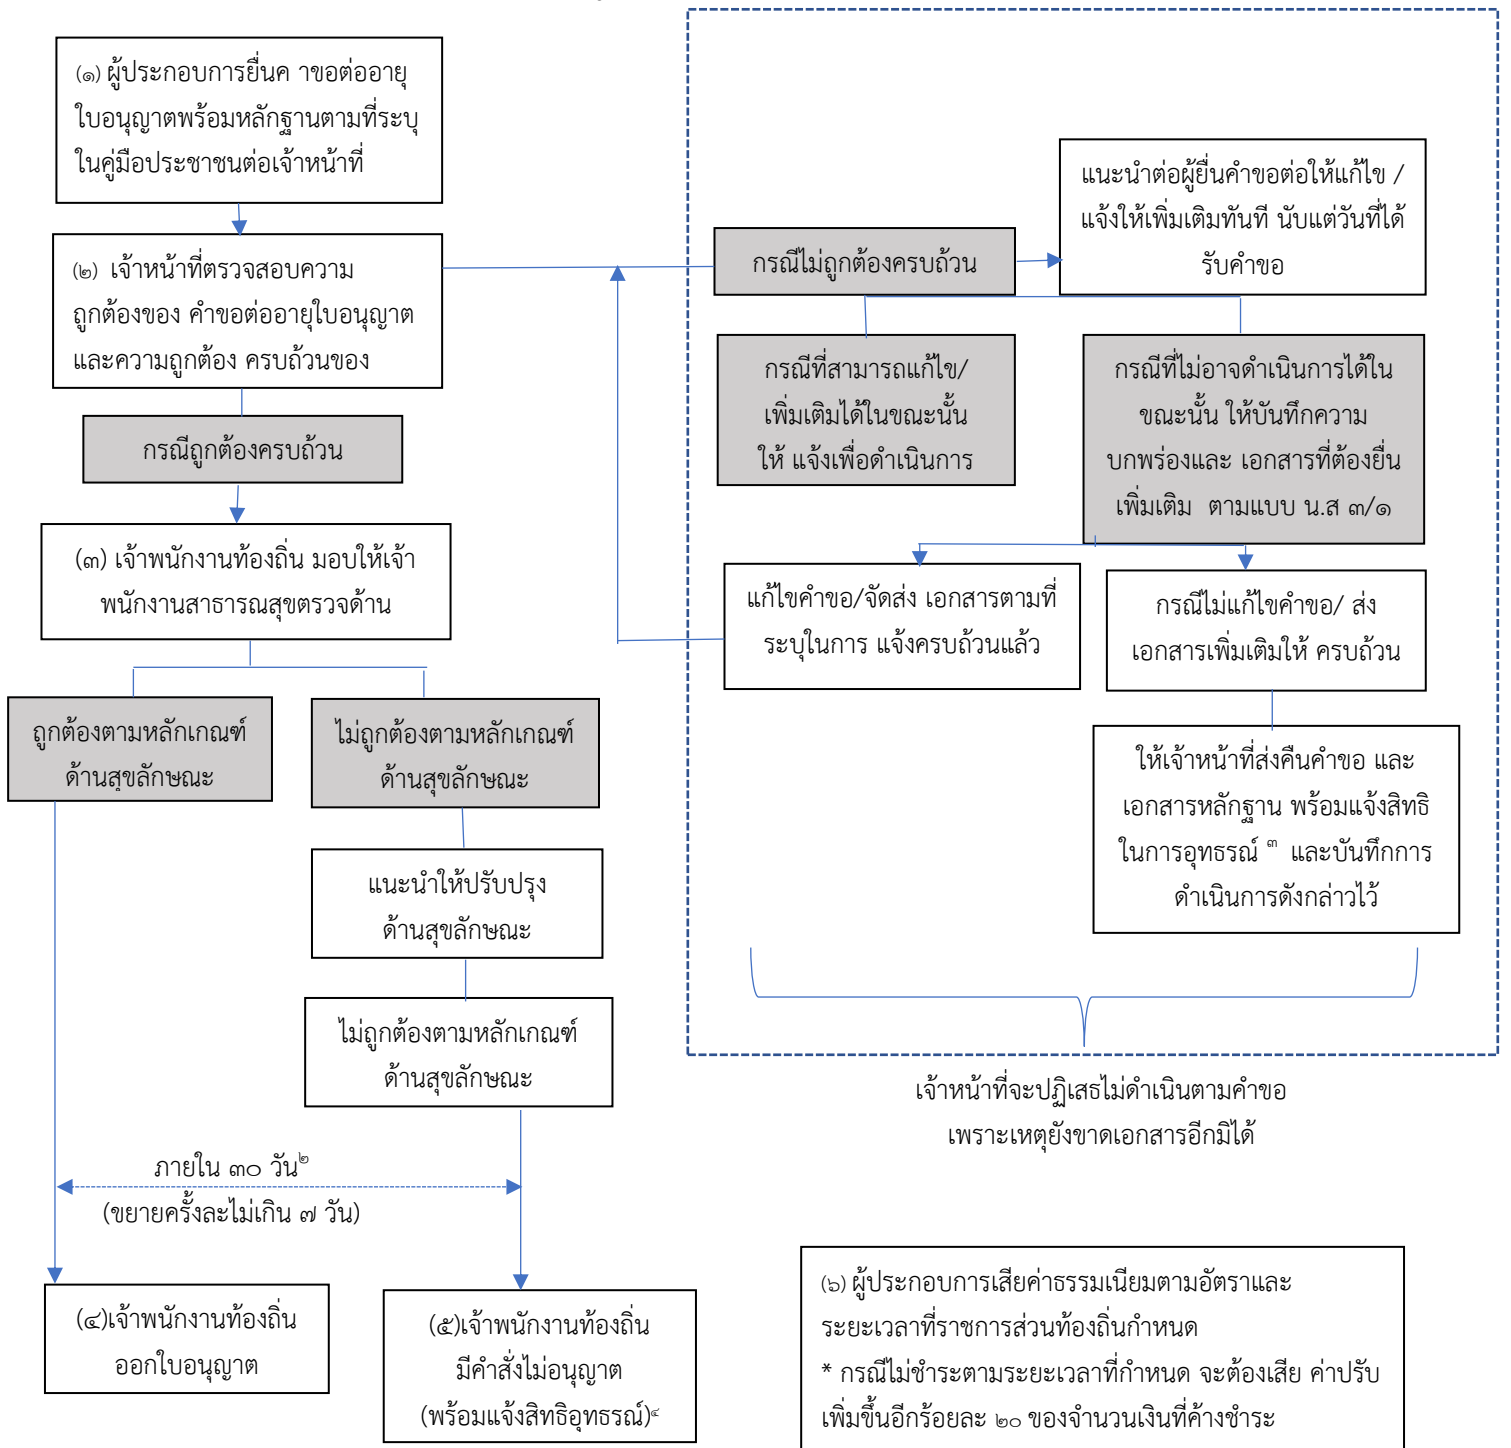 (๑) ผู้ประกอบการยื่นค าขอต่ออายุ
ใบอนุญาตพร้อมหลักฐานตามที่ระบุ
ในคู่มือประชาชนต่อเจ้าหน้าที่
(๒) เจ้าหน้าที่ตรวจสอบความ
ถูกต้องของ คำขอต่ออายุใบอนุญาต
และความถูกต้อง ครบถ้วนของ
กรณีถูกต้องครบถ้วน
(๓) เจ้าพนักงานท้องถิ่น มอบให้เจ้า
พนักงานสาธารณสุขตรวจด้าน
ถูกต้องตามหลักเกณฑ์
ด้านสุขลักษณะ
ไม่ถูกต้องตามหลักเกณฑ์
ด้านสุขลักษณะ
แนะนำให้ปรับปรุง
ด้านสุขลักษณะ
ไม่ถูกต้องตามหลักเกณฑ์
ด้านสุขลักษณะ
ภายใน ๓๐ วัน๒
(ขยายครั้งละไม่เกิน ๗ วัน)
(๔)เจ้าพนักงานท้องถิ่น
ออกใบอนุญาต
(๕)เจ้าพนักงานท้องถิ่น
มีคำสั่งไม่อนุญาต
(พร้อมแจ้งสิทธิอุทธรณ์)๔
กรณีไม่ถูกต้องครบถ้วน
แนะนำต่อผู้ยื่นคำขอต่อให้แก้ไข /
แจ้งให้เพิ่มเติมทันที นับแต่วันที่ได้
รับคำขอ
กรณีที่สามารถแก้ไข/
เพิ่มเติมได้ในขณะนั้น
ให้ แจ้งเพื่อดำเนินการ
กรณีที่ไม่อาจดำเนินการได้ใน
ขณะนั้น ให้บันทึกความ
บกพร่องและ เอกสารที่ต้องยื่น
เพิ่มเติม ตามแบบ น.ส ๓/๑
แก้ไขคำขอ/จัดส่ง เอกสารตามที่
ระบุในการ แจ้งครบถ้วนแล้ว
กรณีไม่แก้ไขคำขอ/ ส่ง
เอกสารเพิ่มเติมให้ ครบถ้วน
ให้เจ้าหน้าที่ส่งคืนคำขอ และ
เอกสารหลักฐาน พร้อมแจ้งสิทธิ
ในการอุทธรณ์ ๓ และบันทึกการ
ดำเนินการดังกล่าวไว้
เจ้าหน้าที่จะปฏิเสธไม่ดำเนินตามคำขอ
เพราะเหตุยังขาดเอกสารอีกมิได้
(๖) ผู้ประกอบการเสียค่าธรรมเนียมตามอัตราและ
ระยะเวลาที่ราชการส่วนท้องถิ่นกำหนด
* กรณีไม่ชำระตามระยะเวลาที่กำหนด จะต้องเสีย ค่าปรับ
เพิ่มขึ้นอีกร้อยละ ๒๐ ของจำนวนเงินที่ค้างชำระ